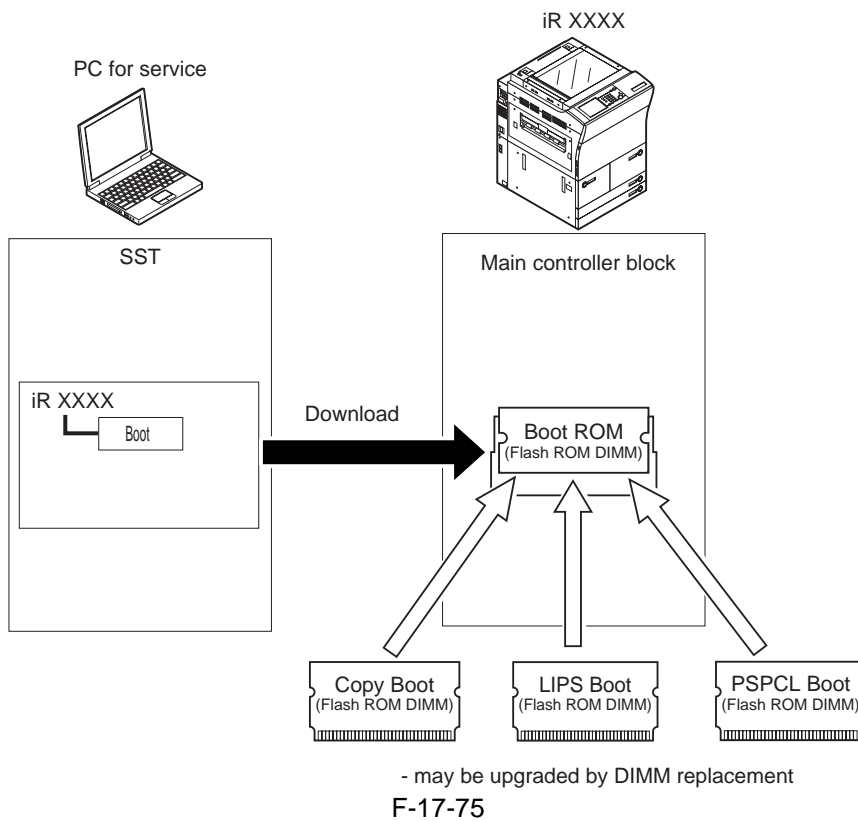 iR XXXX
PC for service
SST
Main controller block
iR XXXX
Boot
Download
Boot ROM
(Flash ROM DIMM)
Copy Boot
(Flash ROM DIMM)
LIPS Boot
(Flash ROM DIMM)
PSPCL Boot
(Flash ROM DIMM)
- may be upgraded by DIMM replacement
F-17-75